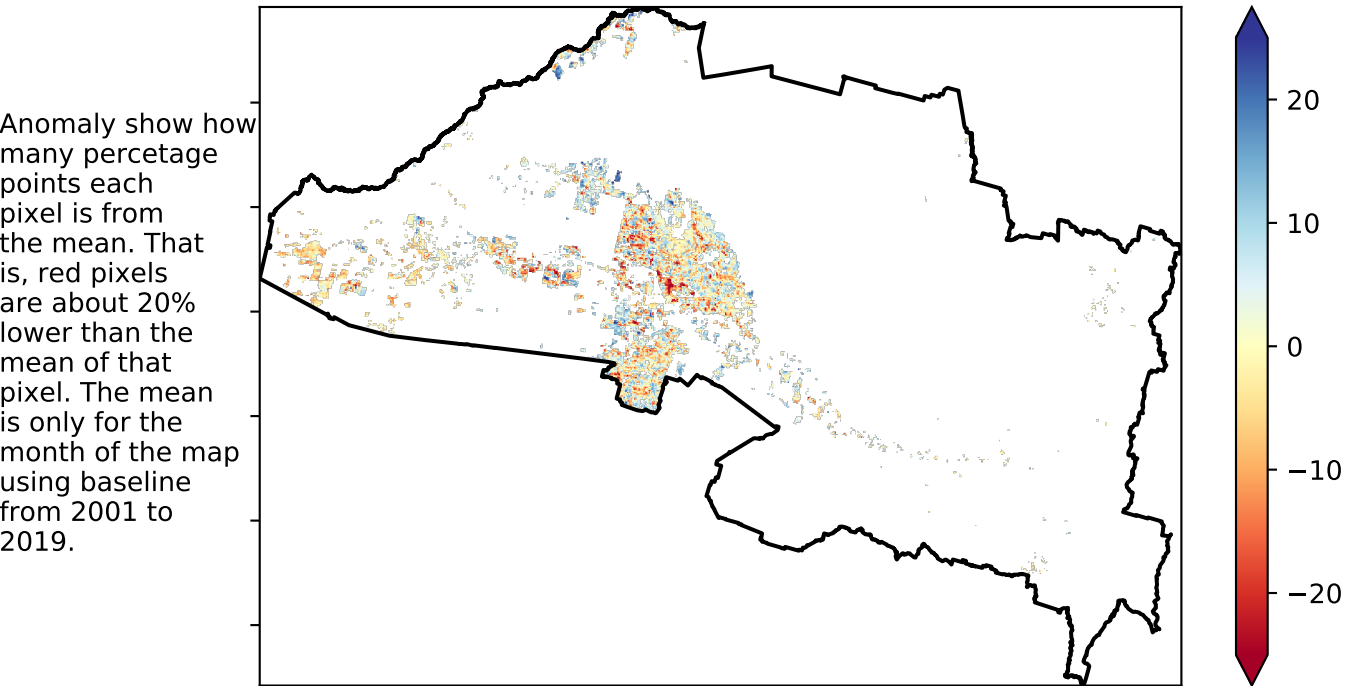 Anomaly show how
many percetage
points each
pixel is from
the mean. That
is, red pixels
are about 20%
lower than the
mean of that
pixel. The mean
is only for the
month of the map
using baseline
from 2001 to
2019.
20
10
0
−10
−20